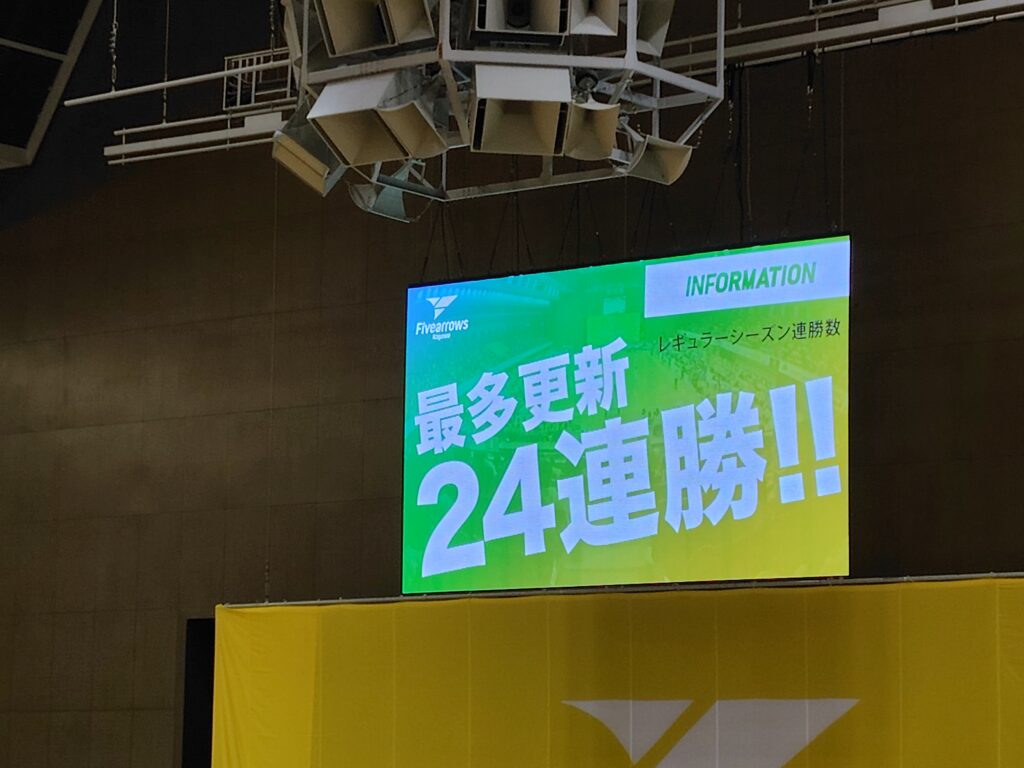 Fivearrows
Kagawa
INFORMATION
レギュラーシーズン連勝数
最多更新
24連勝!!